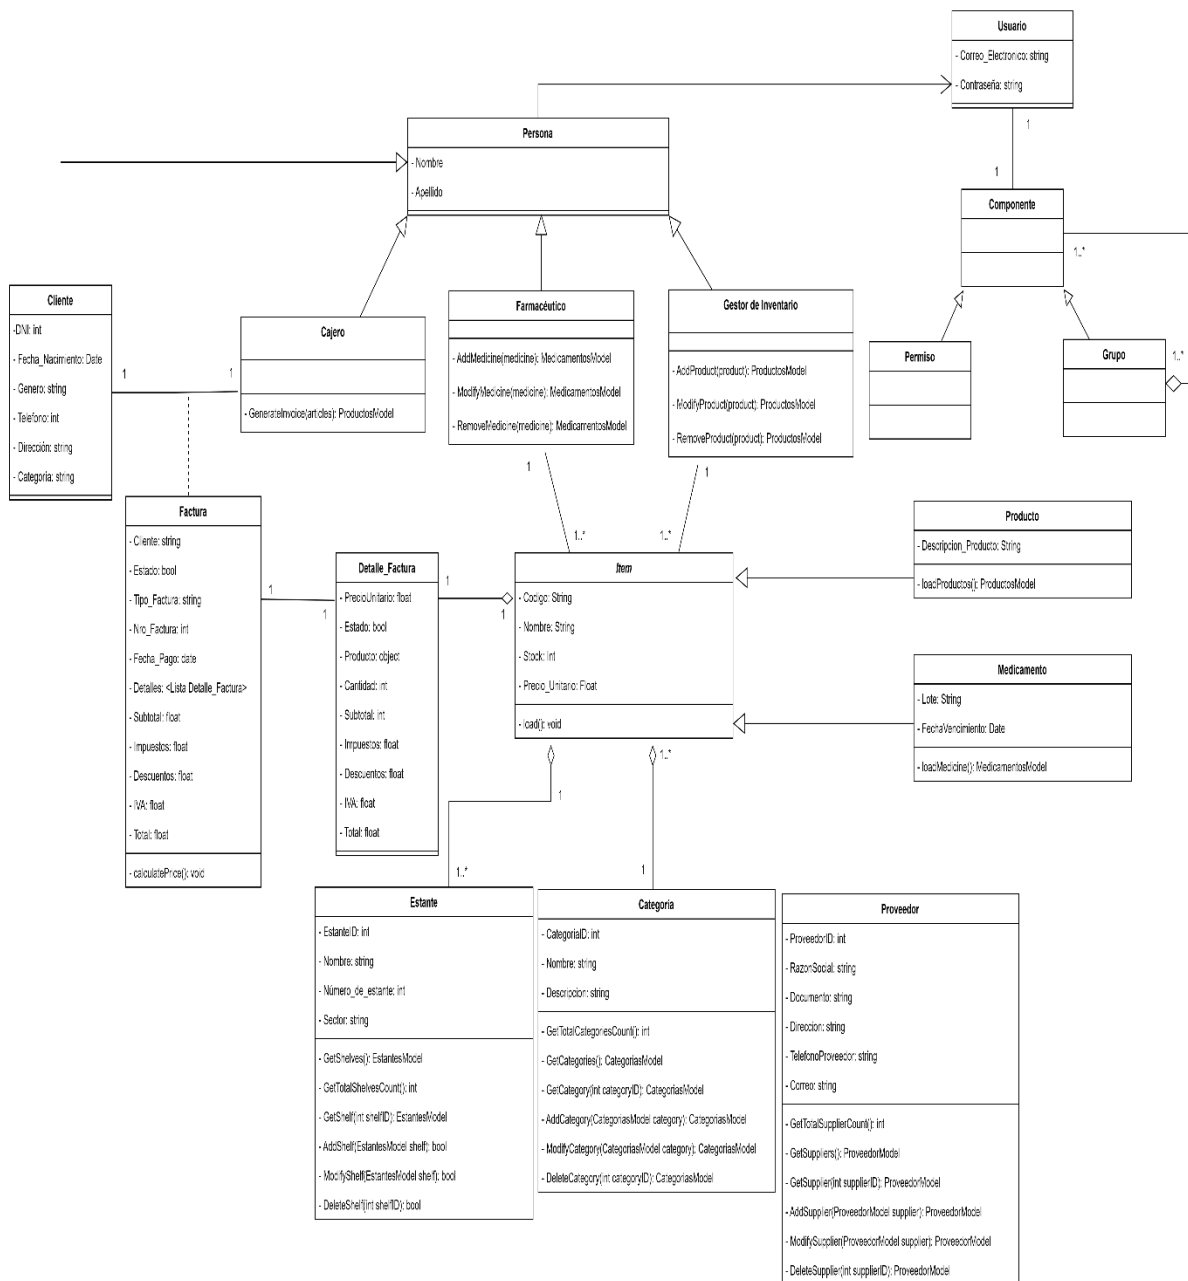 Usuario
- Correo_Electronico: string
- Contraseña: string
1
1
Persona
- Nombre
- Apellido
Componente
1..*
Cliente
-DNI: int
- Fecha_Nacimiento: Date
- Genero: string
- Telefono: int
- Dirección: string
- Categoria: string
1
1
Cajero
- GenerateInvoice(articles): ProductosModel
Farmacéutico
- AddMedicine(medicine): MedicamentosModel
- ModifyMedicine(medicine): MedicamentosModel
- RemoveMedicine(medicine): MedicamentosModel
1
1..*
Gestor de Inventario
- AddProduct(product): ProductosModel
- ModifyProduct(product): ProductosModel
- RemoveProduct(product): ProductosModel
1
1..*
Permiso
Grupo
1..*
Factura
- Cliente: string
- Estado: bool
- Tipo_Factura: string
- Nro_Factura: int
- Fecha_Pago: date
- Detalles: <Lista Detalle_Factura>
- Subtotal: float
- Impuestos: float
- Descuentos: float
- IVA: float
- Total: float
- calculatePrice(): void
1
1
Detalle_Factura
- PrecioUnitario: float
- Estado: bool
- Producto: object
- Cantidad: int
- Subtotal: int
- Impuestos: float
- Descuentos: float
- IVA: float
- Total: float
1
1
Item
- Codigo: String
- Nombre: String
- Stock: Int
- Precio_Unitario: Float
- load(): void
Producto
- Descripcion_Producto: String
- loadProductos(): ProductosModel
Medicamento
- Lote: String
- FechaVencimiento: Date
- loadMedicine(): MedicamentosModel
1
1..*
1..*
1
Estante
- EstanteID: int
- Nombre: string
- Número_de_estante: int
- Sector: string
- GetShelves(): EstantesModel
- GetTotalShelvesCount(): int
- GetShelf(int shelfID): EstantesModel
- AddShelf(EstantesModel shelf): bool
- ModifyShelf(EstantesModel shelf): bool
- DeleteShelf(int shelfID): bool
Categoria
- CategoriaID: int
- Nombre: string
- Descripcion: string
- GetTotalCategoriesCount(): int
- GetCategories(): CategoriasModel
- GetCategory(int categoryID): CategoriasModel
- AddCategory(CategoriasModel category): CategoriasModel
- ModifyCategory(CategoriasModel category): CategoriasModel
- DeleteCategory(int categoryID): CategoriasModel
Proveedor
- ProveedorID: int
- RazonSocial: string
- Documento: string
- Direccion: string
- TelefonoProveedor: string
- Correo: string
- GetTotalSupplierCount(): int
- GetSuppliers(): ProveedorModel
- GetSupplier(int supplierID): ProveedorModel
- AddSupplier(ProveedorModel supplier): ProveedorModel
- ModifySupplier(ProveedorModel supplier): ProveedorModel
- DeleteSupplier(int supplierID): ProveedorModel